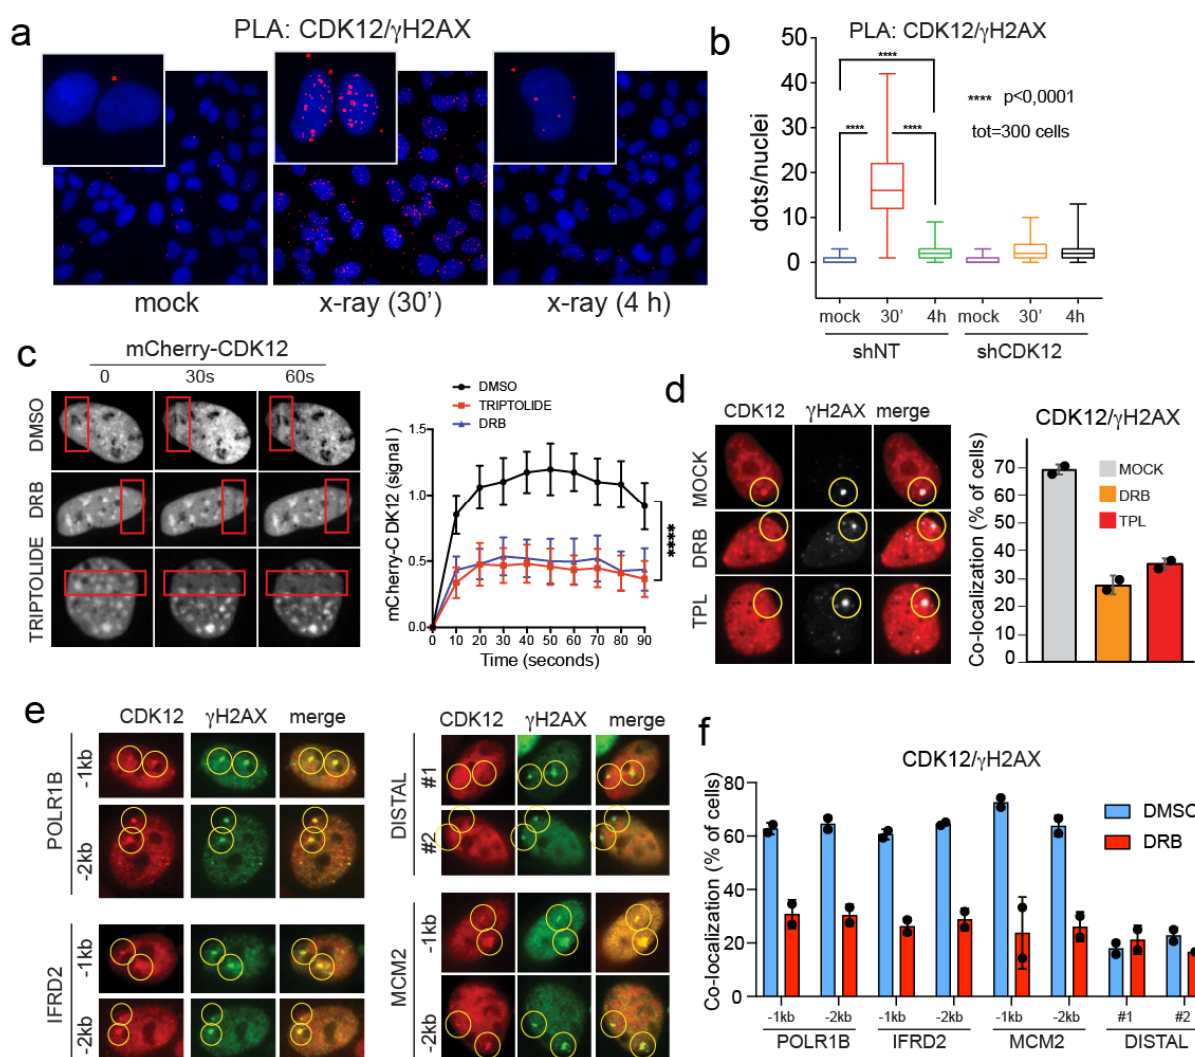 a
PLA: CDK12/γH2AX
mock
x-ray (30’)
x-ray (4 h)
b
PLA: CDK12/γH2AX
dots/nuclei
50
40
30
20
10
0
****
****
****
**** p<0,0001
tot=300 cells
mock 30’ 4h mock 30’ 4h
shNT shCDK12
c
mCherry-CDK12
0 30s 60s
DMSO
DRB
TRIPTOLIDE
DMSO
TRIPTOLIDE
DRB
mCherry-C DK12 (signal )
1.5
1.0
0.5
0.0
0 10 20 30 40 50 60 70 80 90
Time (seconds)
****
d
CDK12 γH2AX merge
MOCK
DRB
TPL
CDK12/γH2AX
Co-localization (% of cells)
70
60
50
40
30
20
10
0
MOCK
DRB
TPL
e
CDK12 γH2AX merge
POLR1B
-1kb
-2kb
IFRD2
-1kb
-2kb
CDK12 γH2AX merge
DISTAL
#1
#2
MCM2
-1kb
-2kb
f
CDK12/γH2AX
Co-localization (% of cells)
80
60
40
20
0
DMSO
DRB
-1kb -2kb -1kb -2kb -1kb -2kb #1 #2
POLR1B IFRD2 MCM2 DISTAL